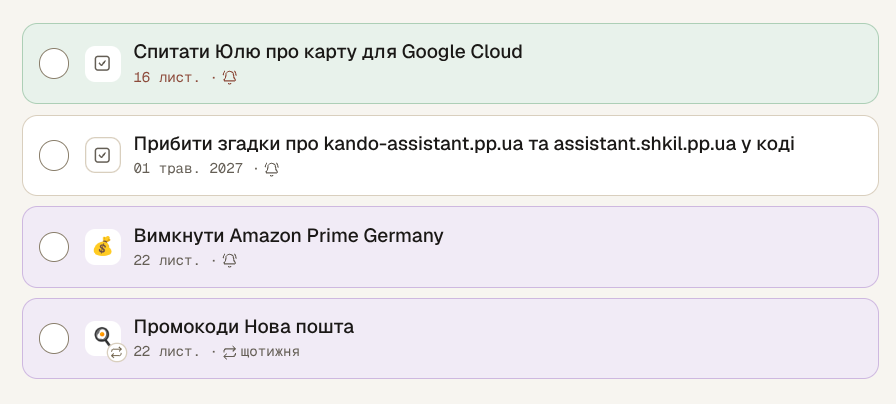 Спитати Юлю про карту для Google Cloud
16 лист. ·
Прибити згадки про kando-assistant.pp.ua та assistant.shkil.pp.ua у коді
01 трав. 2027 ·
Вимкнути Amazon Prime Germany
22 лист. ·
Промокоди Нова пошта
22 лист. · щотижня